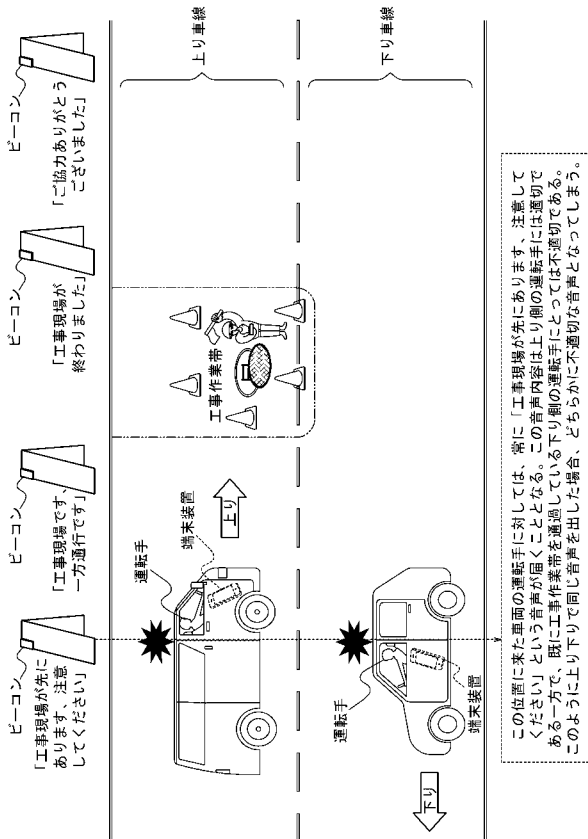 ビーコン
「工事現場が先に
あります、注意
してください」
ビーコン
「工事現場です、
一方通行です」
ビーコン
「工事現場が
終わりました」
ビーコン
「ご協力ありがとう
ございました」
運転手
端末装置
上り
工事作業帯
上り車線
運転手
端末装置
下り
下り車線
この位置に来た車両の運転手に対しては、常に「工事現場が先にあります、注意して
ください」という音声が届くこととなる。この音声内容は上り側の運転手には適切で
ある一方で、既に工事作業帯を通過している下り側の運転手にとっては不適切である。
このように上り下りで同じ音声を出した場合、どちらかに不適切な音声となってしまう。